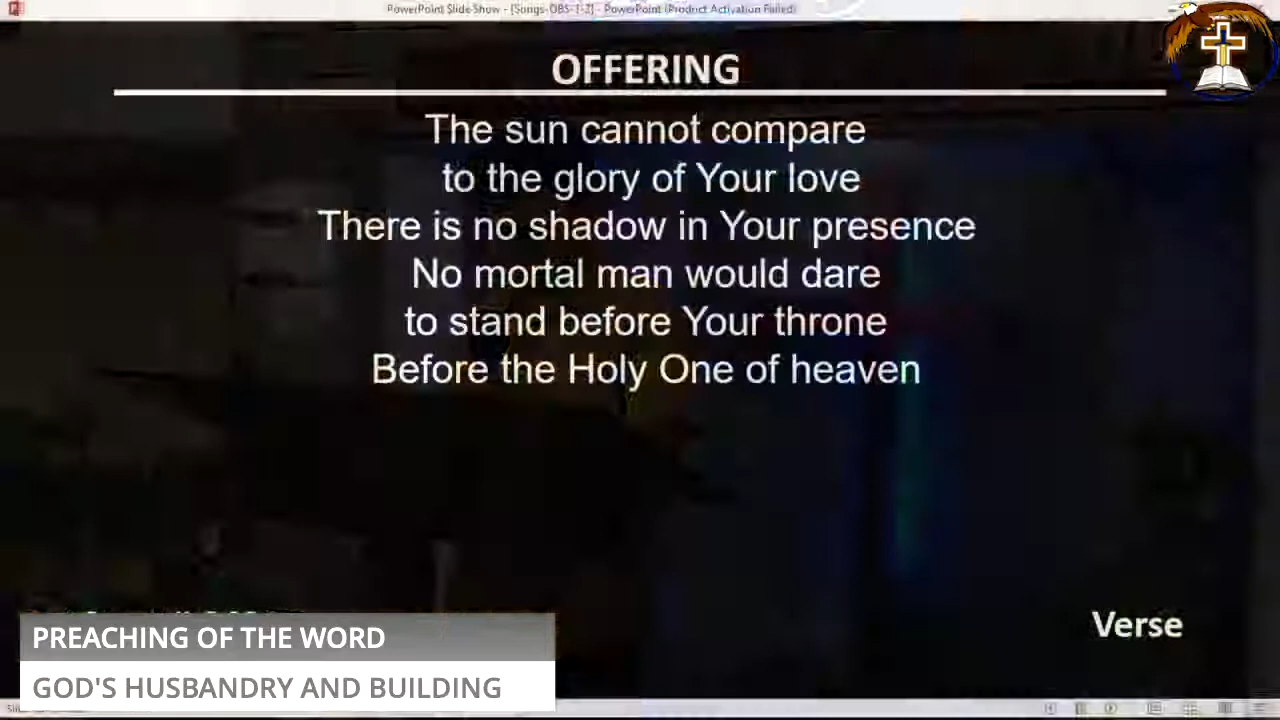 PowerPoint Slide Show - [Songs-OBS-1-2] - PowerPoint (Product Activation Failed)
OFFERING
The sun cannot compare
to the glory of Your love
There is no shadow in Your presence
No mortal man would dare
to stand before Your throne
Before the Holy One of heaven
Verse
PREACHING OF THE WORD
GOD'S HUSBANDRY AND BUILDING